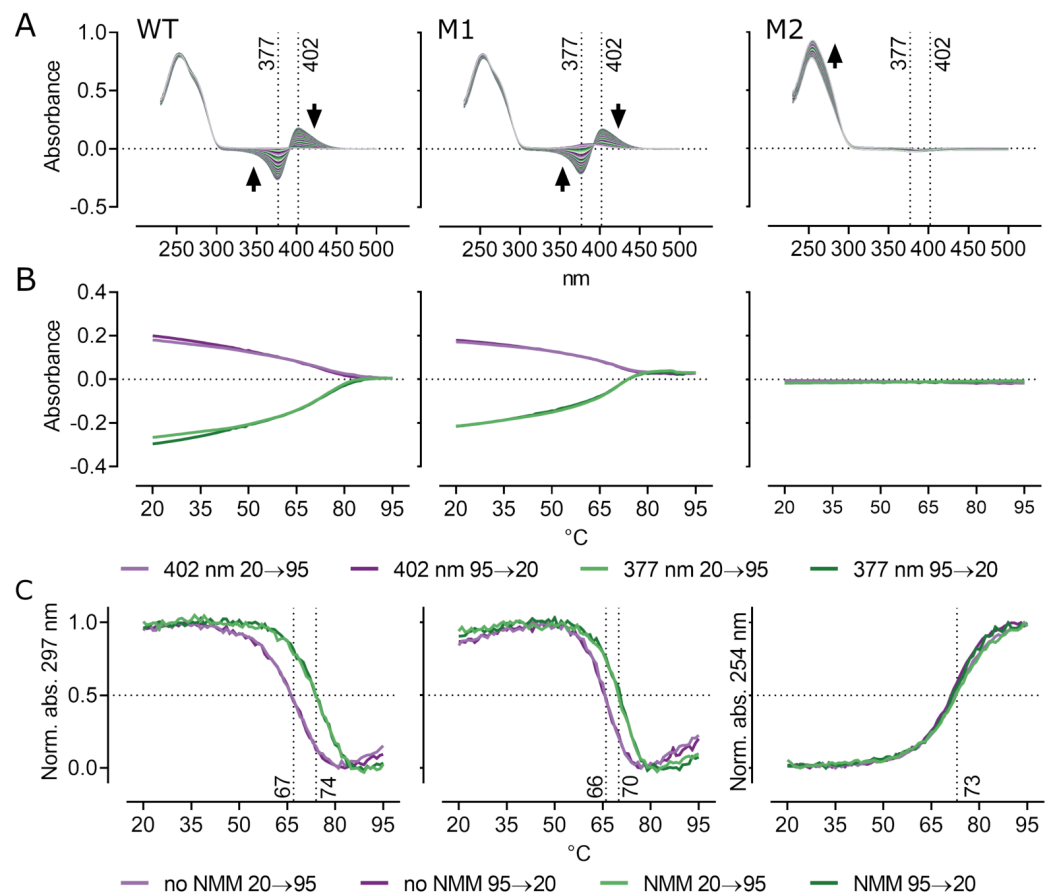 A
WT
M1
M2
Absorbance
1.0
0.5
0.0
-0.5
377
402
377
402
377
402
250 300 350 400 450 500
250 300 350 400 450 500
250 300 350 400 450 500
nm
B
Absorbance
0.4
0.2
0.0
-0.2
-0.4
20 35 50 65 80 95
20 35 50 65 80 95
20 35 50 65 80 95
°C
402 nm 20→95 402 nm 95→20 377 nm 20→95 377 nm 95→20
C
Norm. abs. 297 nm
1.0
0.5
0.0
67
74
66
70
Norm. abs. 254 nm
73
20 35 50 65 80 95
20 35 50 65 80 95
20 35 50 65 80 95
°C
no NMM 20→95 no NMM 95→20 NMM 20→95 NMM 95→20